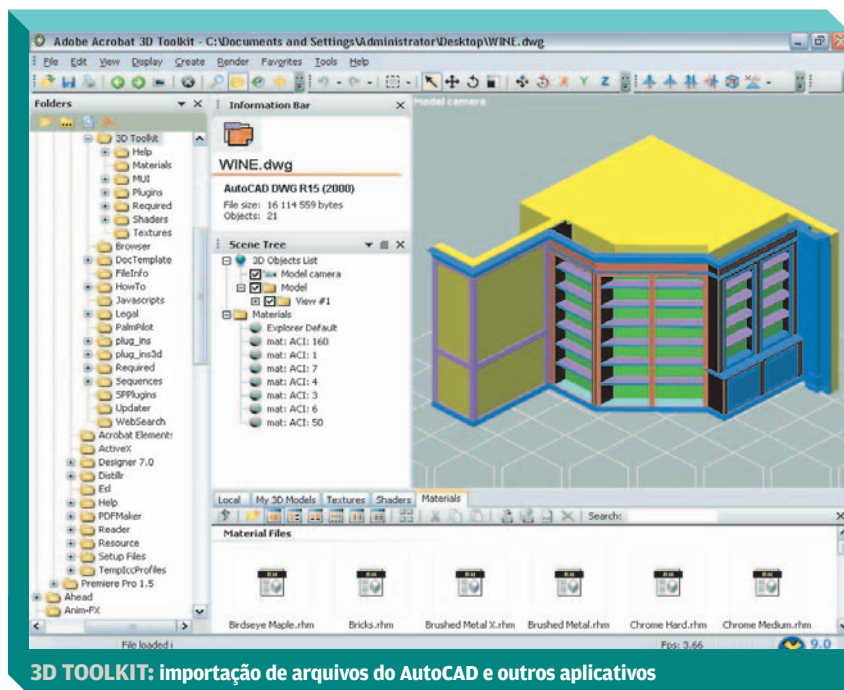 Adobe Acrobat 3D Toolkit - C:\Documents and Settings\Administrator\Desktop\WINE.dwg
File Edit View Display Create Render Favorites Tools Help
X Y Z
Folders
3D Toolkit
Help
Materials
MUI
Plugins
Required
Shaders
Textures
Browser
DocTemplate
FileInfo
HowTo
Javascripts
Legal
PalmPilot
plug_ins
plug_ins3d
Required
Sequences
SPPlugins
Updater
WebSearch
Acrobat Elements
ActiveX
Designer 7.0
Distillr
Esl
Help
PDFMaker
Reader
Resource
Setup Files
TempIccProfiles
Premiere Pro 1.5
Ahead
Anim-FX
Information Bar
WINE.dwg
AutoCAD DWG R15 (2000)
File size: 16 114 559 bytes
Objects: 21
Scene Tree
3D Objects List
Model camera
Model
View #1
Materials
Explorer Default
mat: ACI: 160
mat: ACI: 1
mat: ACI: 7
mat: ACI: 4
mat: ACI: 3
mat: ACI: 6
mat: ACI: 50
Model camera
Local My 3D Models Textures Shaders Materials
Search:
Material Files
Birdseye Maple.rhm Bricks.rhm Brushed Metal X.rhm Brushed Metal.rhm Chrome Hard.rhm Chrome Medium.rhm
File loaded i
Fps: 3.66
9.0
3D TOOLKIT: importação de arquivos do AutoCAD e outros aplicativos